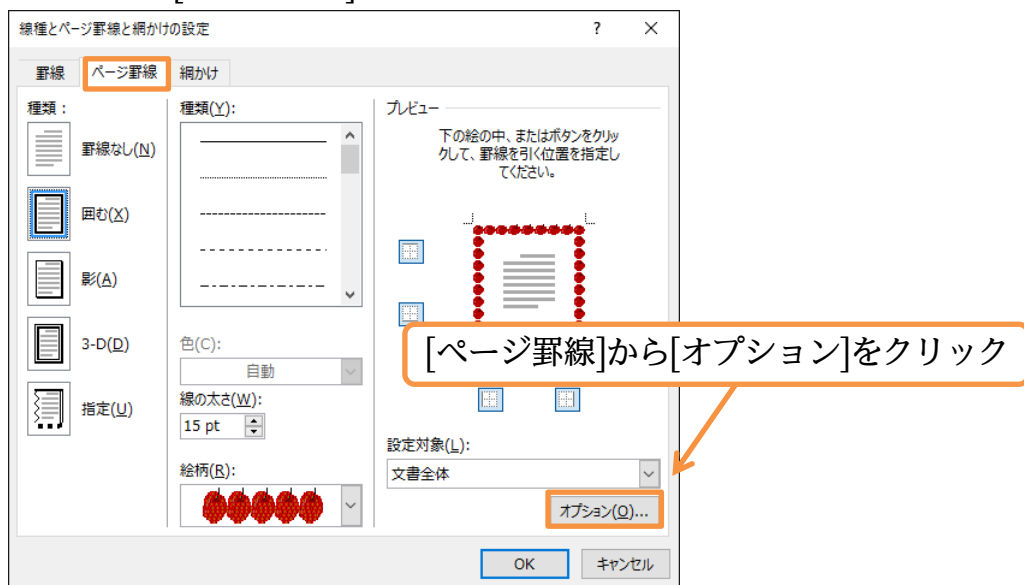 線種とページ罫線と網かけの設定
? ×
罫線 ページ罫線 網かけ
種類：
罫線なし(N)
囲む(X)
影(A)
3-D(D)
指定(U)
種類(Y):
色(C):
自動
線の太さ(W):
15 pt
絵柄(R):
プレビュー
下の絵の中、またはボタンをクリッ
クして、罫線を引く位置を指定し
てください。
[ページ罫線]から[オプション]をクリック
設定対象(L):
文書全体
オプション(O)...
OK キャンセル